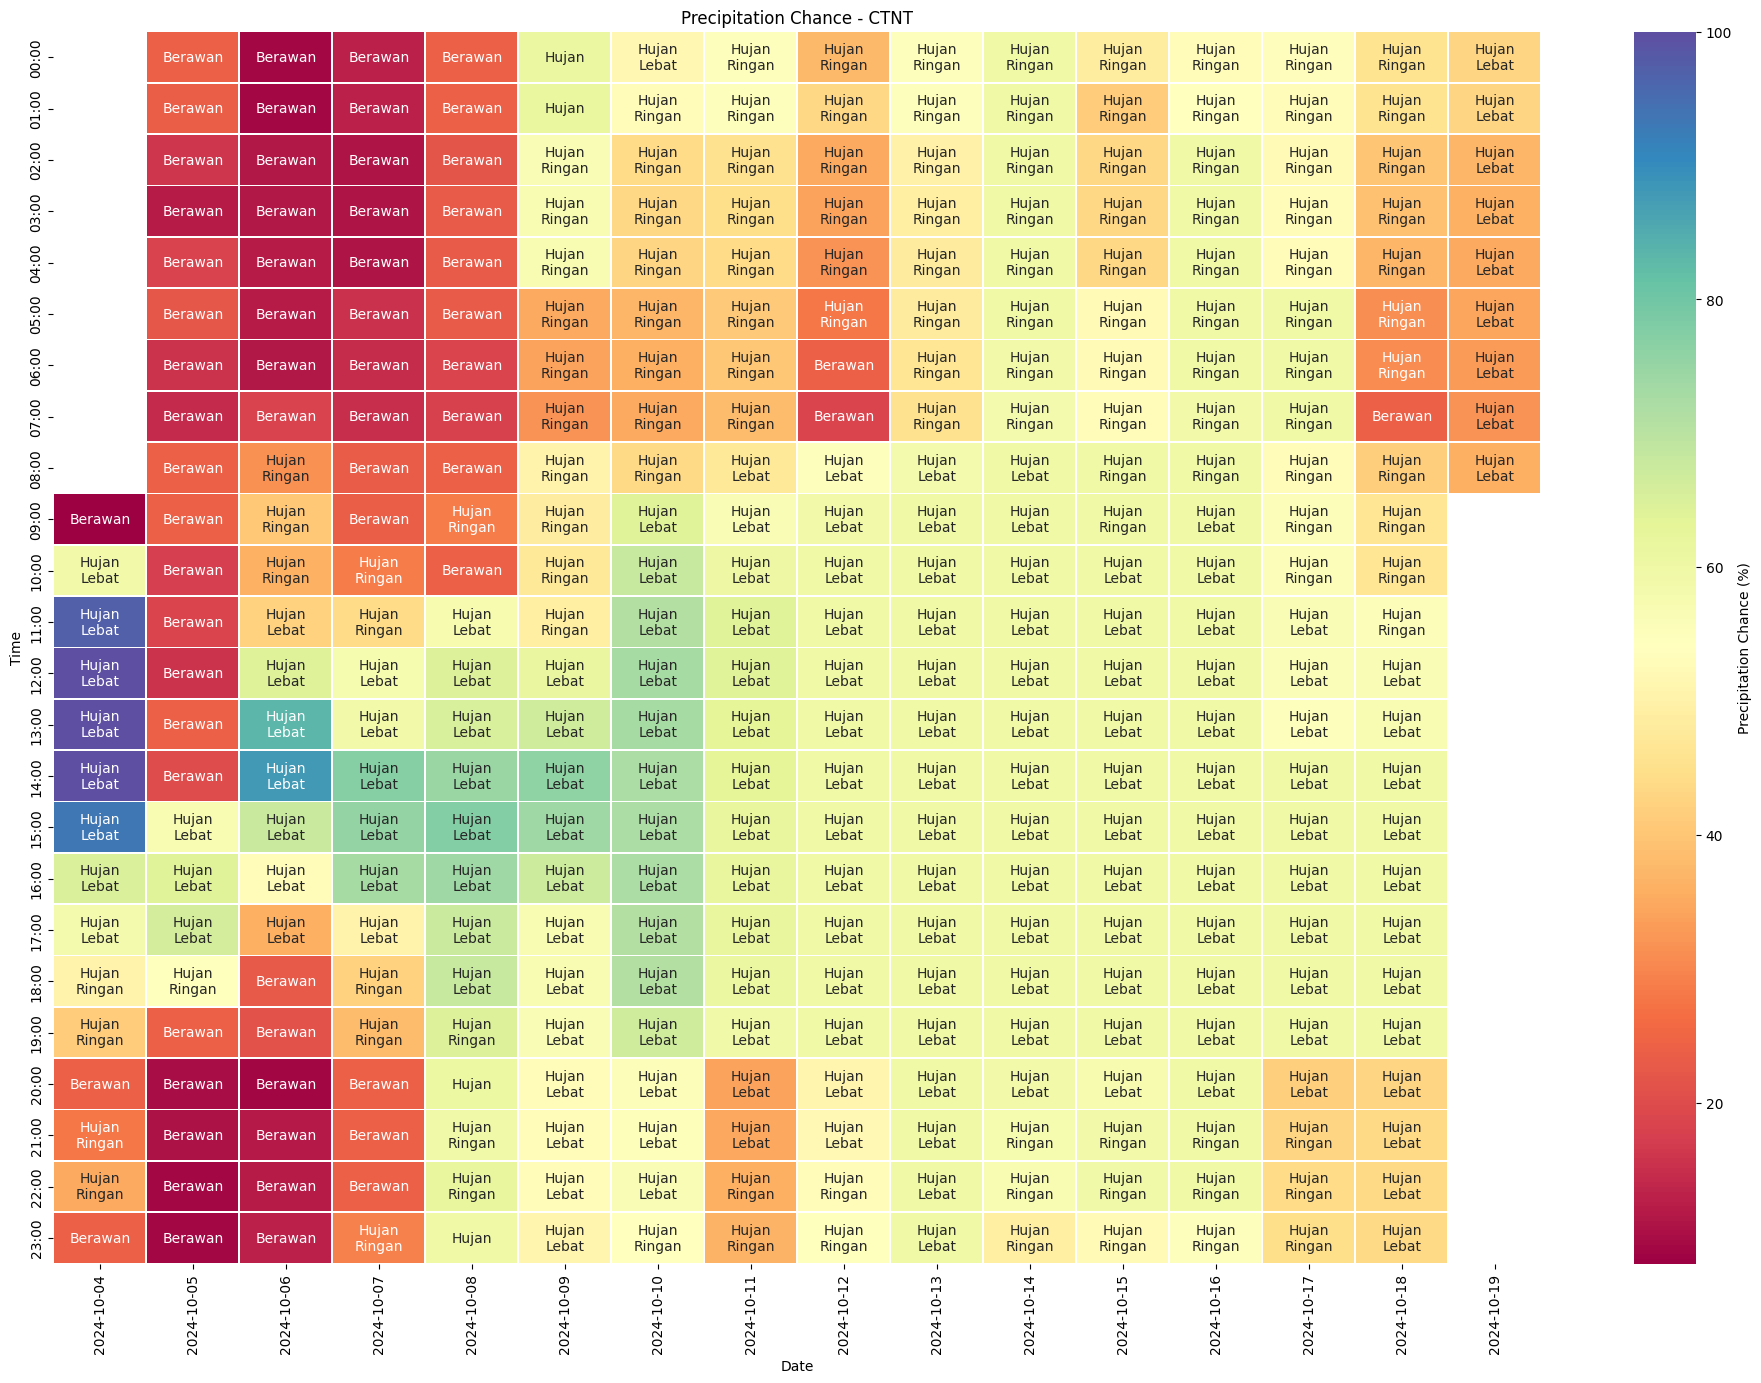 Precipitation Chance - CTNT
00:00 Berawan Berawan Berawan Berawan Hujan Hujan Lebat Hujan Ringan Hujan Ringan Hujan Ringan Hujan Ringan Hujan Ringan Hujan Ringan Hujan Ringan Hujan Ringan Hujan Lebat
01:00 Berawan Berawan Berawan Berawan Hujan Hujan Ringan Hujan Ringan Hujan Ringan Hujan Ringan Hujan Ringan Hujan Ringan Hujan Ringan Hujan Ringan Hujan Ringan Hujan Lebat
02:00 Berawan Berawan Berawan Berawan Hujan Ringan Hujan Ringan Hujan Ringan Hujan Ringan Hujan Ringan Hujan Ringan Hujan Ringan Hujan Ringan Hujan Ringan Hujan Ringan Hujan Lebat
03:00 Berawan Berawan Berawan Berawan Hujan Ringan Hujan Ringan Hujan Ringan Hujan Ringan Hujan Ringan Hujan Ringan Hujan Ringan Hujan Ringan Hujan Ringan Hujan Ringan Hujan Lebat
04:00 Berawan Berawan Berawan Berawan Hujan Ringan Hujan Ringan Hujan Ringan Hujan Ringan Hujan Ringan Hujan Ringan Hujan Ringan Hujan Ringan Hujan Ringan Hujan Ringan Hujan Lebat
05:00 Berawan Berawan Berawan Berawan Hujan Ringan Hujan Ringan Hujan Ringan Hujan Ringan Hujan Ringan Hujan Ringan Hujan Ringan Hujan Ringan Hujan Ringan Hujan Ringan Hujan Lebat
06:00 Berawan Berawan Berawan Berawan Hujan Ringan Hujan Ringan Hujan Ringan Berawan Hujan Ringan Hujan Ringan Hujan Ringan Hujan Ringan Hujan Ringan Hujan Ringan Hujan Lebat
07:00 Berawan Berawan Berawan Berawan Hujan Ringan Hujan Ringan Hujan Ringan Berawan Hujan Ringan Hujan Ringan Hujan Ringan Hujan Ringan Hujan Ringan Berawan Hujan Lebat
08:00 Berawan Hujan Ringan Berawan Berawan Hujan Ringan Hujan Ringan Hujan Lebat Hujan Lebat Hujan Lebat Hujan Lebat Hujan Ringan Hujan Ringan Hujan Ringan Hujan Ringan Hujan Lebat
09:00 Berawan Berawan Hujan Ringan Berawan Hujan Ringan Hujan Ringan Hujan Lebat Hujan Lebat Hujan Lebat Hujan Lebat Hujan Lebat Hujan Ringan Hujan Lebat Hujan Ringan Hujan Ringan
10:00 Hujan Lebat Berawan Hujan Ringan Hujan Ringan Berawan Hujan Ringan Hujan Lebat Hujan Lebat Hujan Lebat Hujan Lebat Hujan Lebat Hujan Lebat Hujan Lebat Hujan Ringan Hujan Ringan
11:00 Hujan Lebat Berawan Hujan Lebat Hujan Ringan Hujan Lebat Hujan Ringan Hujan Lebat Hujan Lebat Hujan Lebat Hujan Lebat Hujan Lebat Hujan Lebat Hujan Lebat Hujan Lebat Hujan Ringan
12:00 Hujan Lebat Berawan Hujan Lebat Hujan Lebat Hujan Lebat Hujan Lebat Hujan Lebat Hujan Lebat Hujan Lebat Hujan Lebat Hujan Lebat Hujan Lebat Hujan Lebat Hujan Lebat Hujan Lebat
13:00 Hujan Lebat Berawan Hujan Lebat Hujan Lebat Hujan Lebat Hujan Lebat Hujan Lebat Hujan Lebat Hujan Lebat Hujan Lebat Hujan Lebat Hujan Lebat Hujan Lebat Hujan Lebat Hujan Lebat
14:00 Hujan Lebat Berawan Hujan Lebat Hujan Lebat Hujan Lebat Hujan Lebat Hujan Lebat Hujan Lebat Hujan Lebat Hujan Lebat Hujan Lebat Hujan Lebat Hujan Lebat Hujan Lebat Hujan Lebat
15:00 Hujan Lebat Hujan Lebat Hujan Lebat Hujan Lebat Hujan Lebat Hujan Lebat Hujan Lebat Hujan Lebat Hujan Lebat Hujan Lebat Hujan Lebat Hujan Lebat Hujan Lebat Hujan Lebat Hujan Lebat
16:00 Hujan Lebat Hujan Lebat Hujan Lebat Hujan Lebat Hujan Lebat Hujan Lebat Hujan Lebat Hujan Lebat Hujan Lebat Hujan Lebat Hujan Lebat Hujan Lebat Hujan Lebat Hujan Lebat Hujan Lebat
17:00 Hujan Lebat Hujan Lebat Hujan Lebat Hujan Lebat Hujan Lebat Hujan Lebat Hujan Lebat Hujan Lebat Hujan Lebat Hujan Lebat Hujan Lebat Hujan Lebat Hujan Lebat Hujan Lebat Hujan Lebat
18:00 Hujan Ringan Hujan Ringan Berawan Hujan Ringan Hujan Lebat Hujan Lebat Hujan Lebat Hujan Lebat Hujan Lebat Hujan Lebat Hujan Lebat Hujan Lebat Hujan Lebat Hujan Lebat Hujan Lebat
19:00 Hujan Ringan Berawan Berawan Hujan Ringan Hujan Ringan Hujan Lebat Hujan Lebat Hujan Lebat Hujan Lebat Hujan Lebat Hujan Lebat Hujan Lebat Hujan Lebat Hujan Lebat Hujan Lebat
20:00 Berawan Berawan Berawan Berawan Hujan Hujan Lebat Hujan Lebat Hujan Lebat Hujan Lebat Hujan Lebat Hujan Lebat Hujan Lebat Hujan Lebat Hujan Lebat Hujan Lebat
21:00 Hujan Ringan Berawan Berawan Berawan Hujan Ringan Hujan Lebat Hujan Lebat Hujan Lebat Hujan Lebat Hujan Lebat Hujan Ringan Hujan Ringan Hujan Ringan Hujan Ringan Hujan Lebat
22:00 Hujan Ringan Berawan Berawan Berawan Hujan Ringan Hujan Lebat Hujan Lebat Hujan Ringan Hujan Ringan Hujan Lebat Hujan Ringan Hujan Ringan Hujan Ringan Hujan Ringan Hujan Lebat
23:00 Berawan Berawan Berawan Hujan Ringan Hujan Hujan Lebat Hujan Ringan Hujan Ringan Hujan Ringan Hujan Lebat Hujan Ringan Hujan Ringan Hujan Ringan Hujan Ringan Hujan Lebat
Time
2024-10-04 2024-10-05 2024-10-06 2024-10-07 2024-10-08 2024-10-09 2024-10-10 2024-10-11 2024-10-12 2024-10-13 2024-10-14 2024-10-15 2024-10-16 2024-10-17 2024-10-18 2024-10-19
Date
100
80
60
40
20
Precipitation Chance (%)